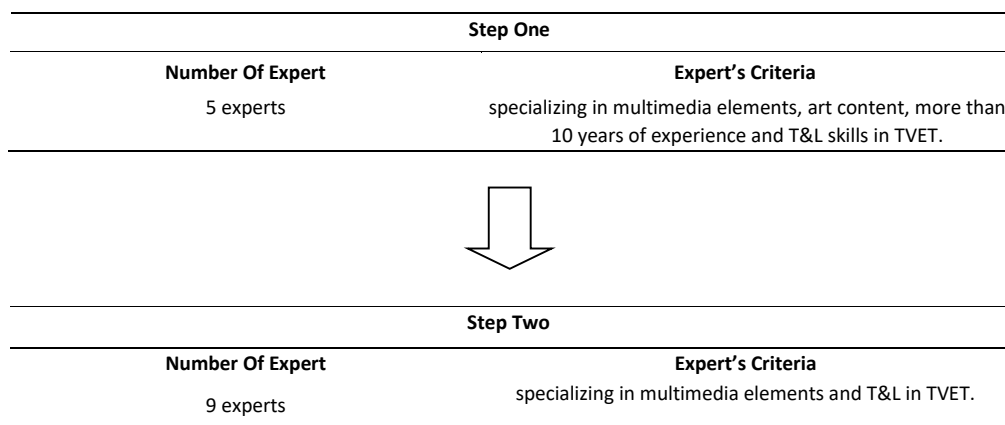 Step One
Number Of Expert Expert's Criteria
5 experts specializing in multimedia elements, art content, more than
10 years of experience and T&L skills in TVET.
Step Two
Number Of Expert Expert's Criteria
9 experts specializing in multimedia elements and T&L in TVET.